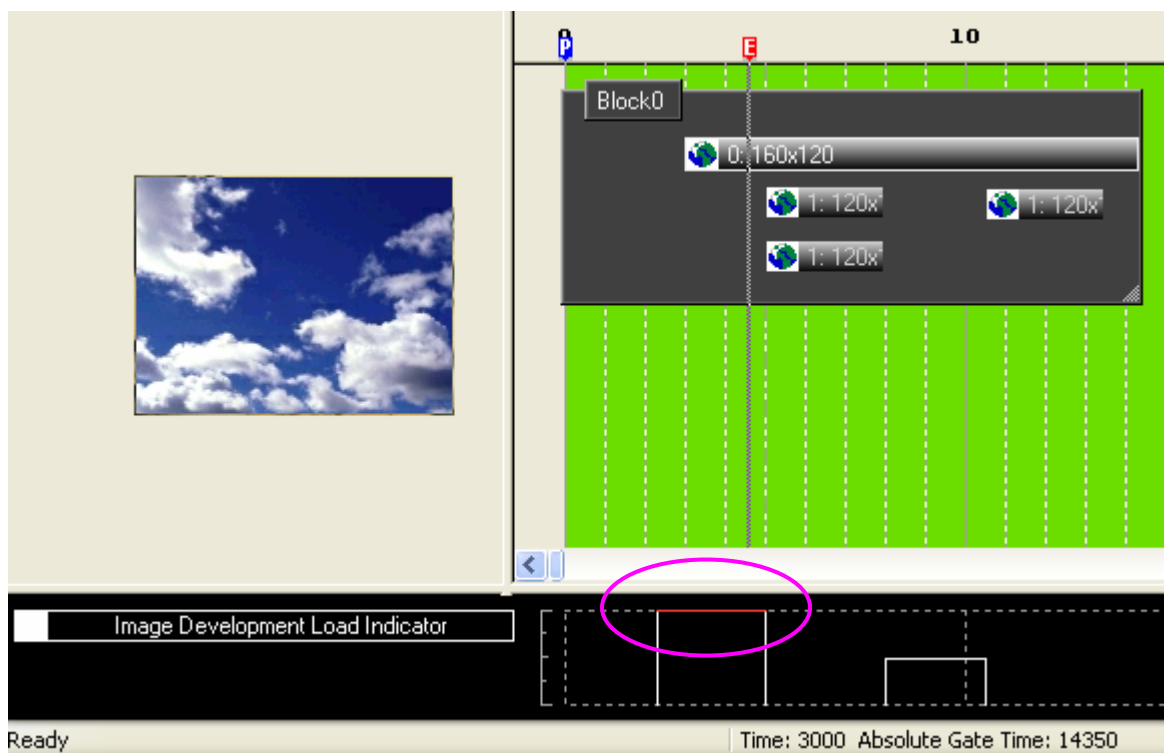 0
10
P
E
Block0
0: 160x120
1: 120x
1: 120x
1: 120x
Image Development Load Indicator
Ready
Time: 3000 Absolute Gate Time: 14350